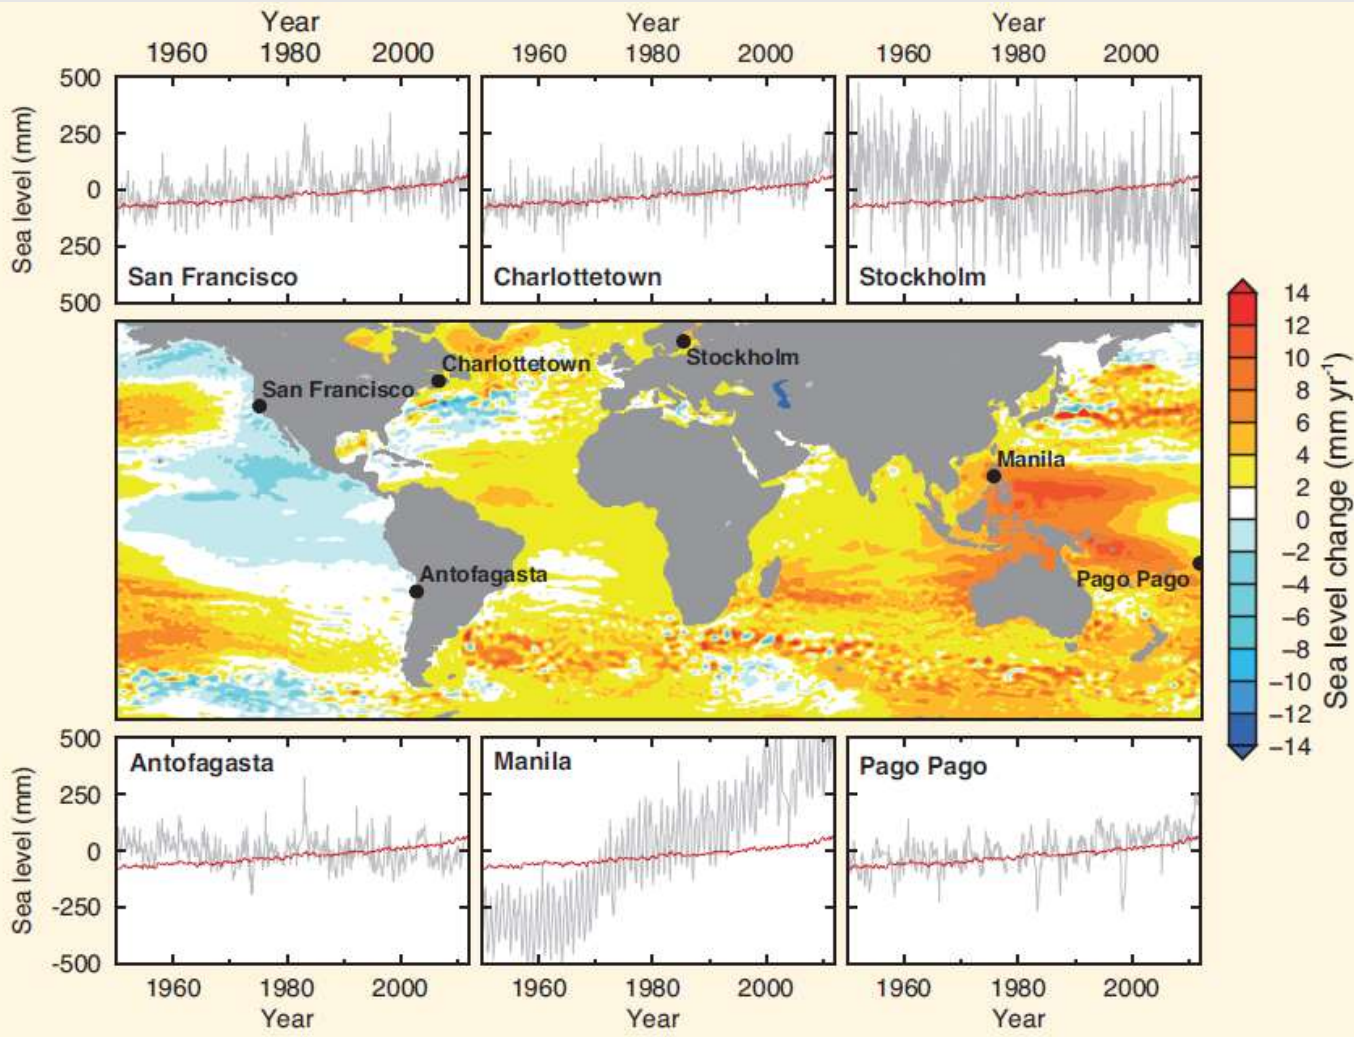 Year Year Year
1960 1980 2000 1960 1980 2000 1960 1980 2000
500
250
0
250
500
Sea level (mm)
San Francisco
Charlottetown
Stockholm
Charlottetown
Stockholm
San Francisco
Manila
Antofagasta
Pago Pago
14
12
10
8
6
4
2
0
−2
−4
−6
−8
−10
−12
−14
Sea level change (mm yr⁻¹)
500
250
0
-250
-500
Sea level (mm)
Antofagasta
Manila
Pago Pago
1960 1980 2000 1960 1980 2000 1960 1980 2000
Year Year Year